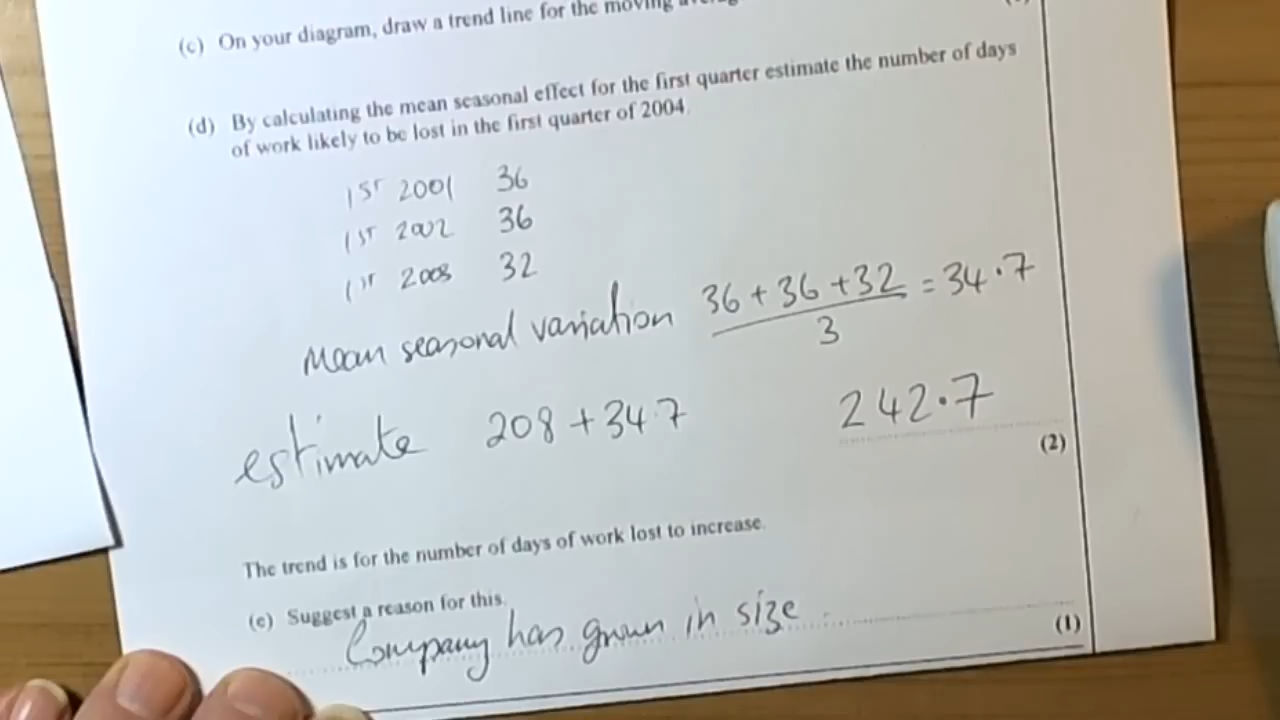 (c) On your diagram, draw a trend line for the moving
(d) By calculating the mean seasonal effect for the first quarter estimate the number of days
of work likely to be lost in the first quarter of 2004.
1ST 2001 36
1ST 2002 36
1ST 2003 32
Mean seasonal variation 36 + 36 + 32 = 34.7
3
estimate 208 + 34.7 242.7
(2)
The trend is for the number of days of work lost to increase.
(e) Suggest a reason for this.
Company has grown in size
(1)